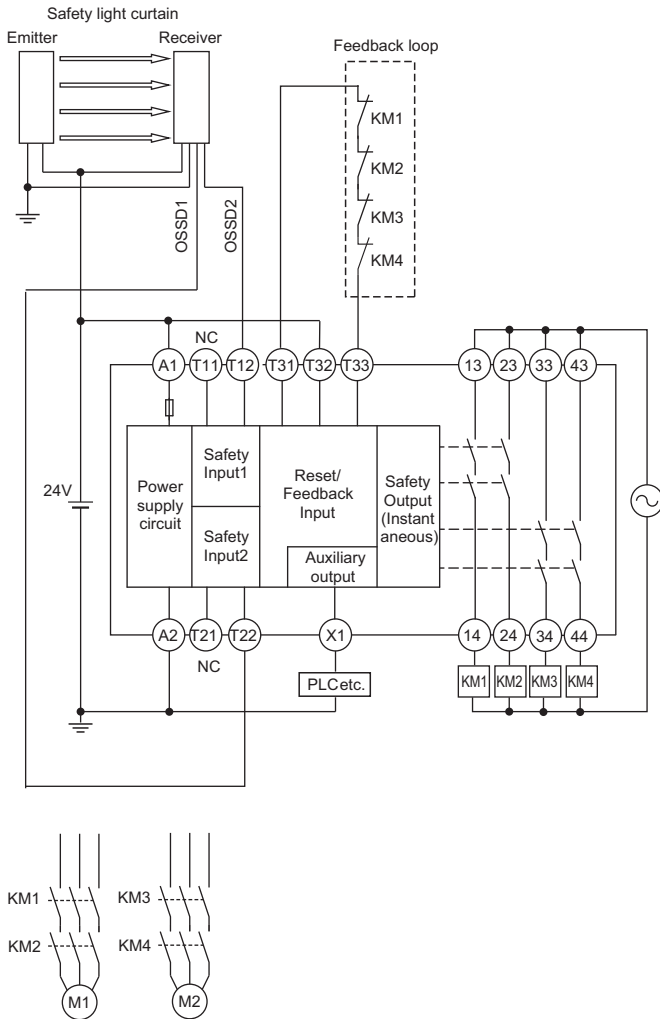 Safety light curtain
Emitter
Receiver
Feedback loop
KM1
KM2
KM3
KM4
OSSD1
OSSD2
NC
A1
T11
T12
T31
T32
T33
13
23
33
43
24V
Power
supply
circuit
Safety
Input1
Safety
Input2
Reset/
Feedback
Input
Auxiliary
output
Safety
Output
(Instant
aneous)
A2
T21
T22
X1
14
24
34
44
NC
PLC etc.
KM1
KM2
KM3
KM4
KM1
KM2
M1
KM3
KM4
M2